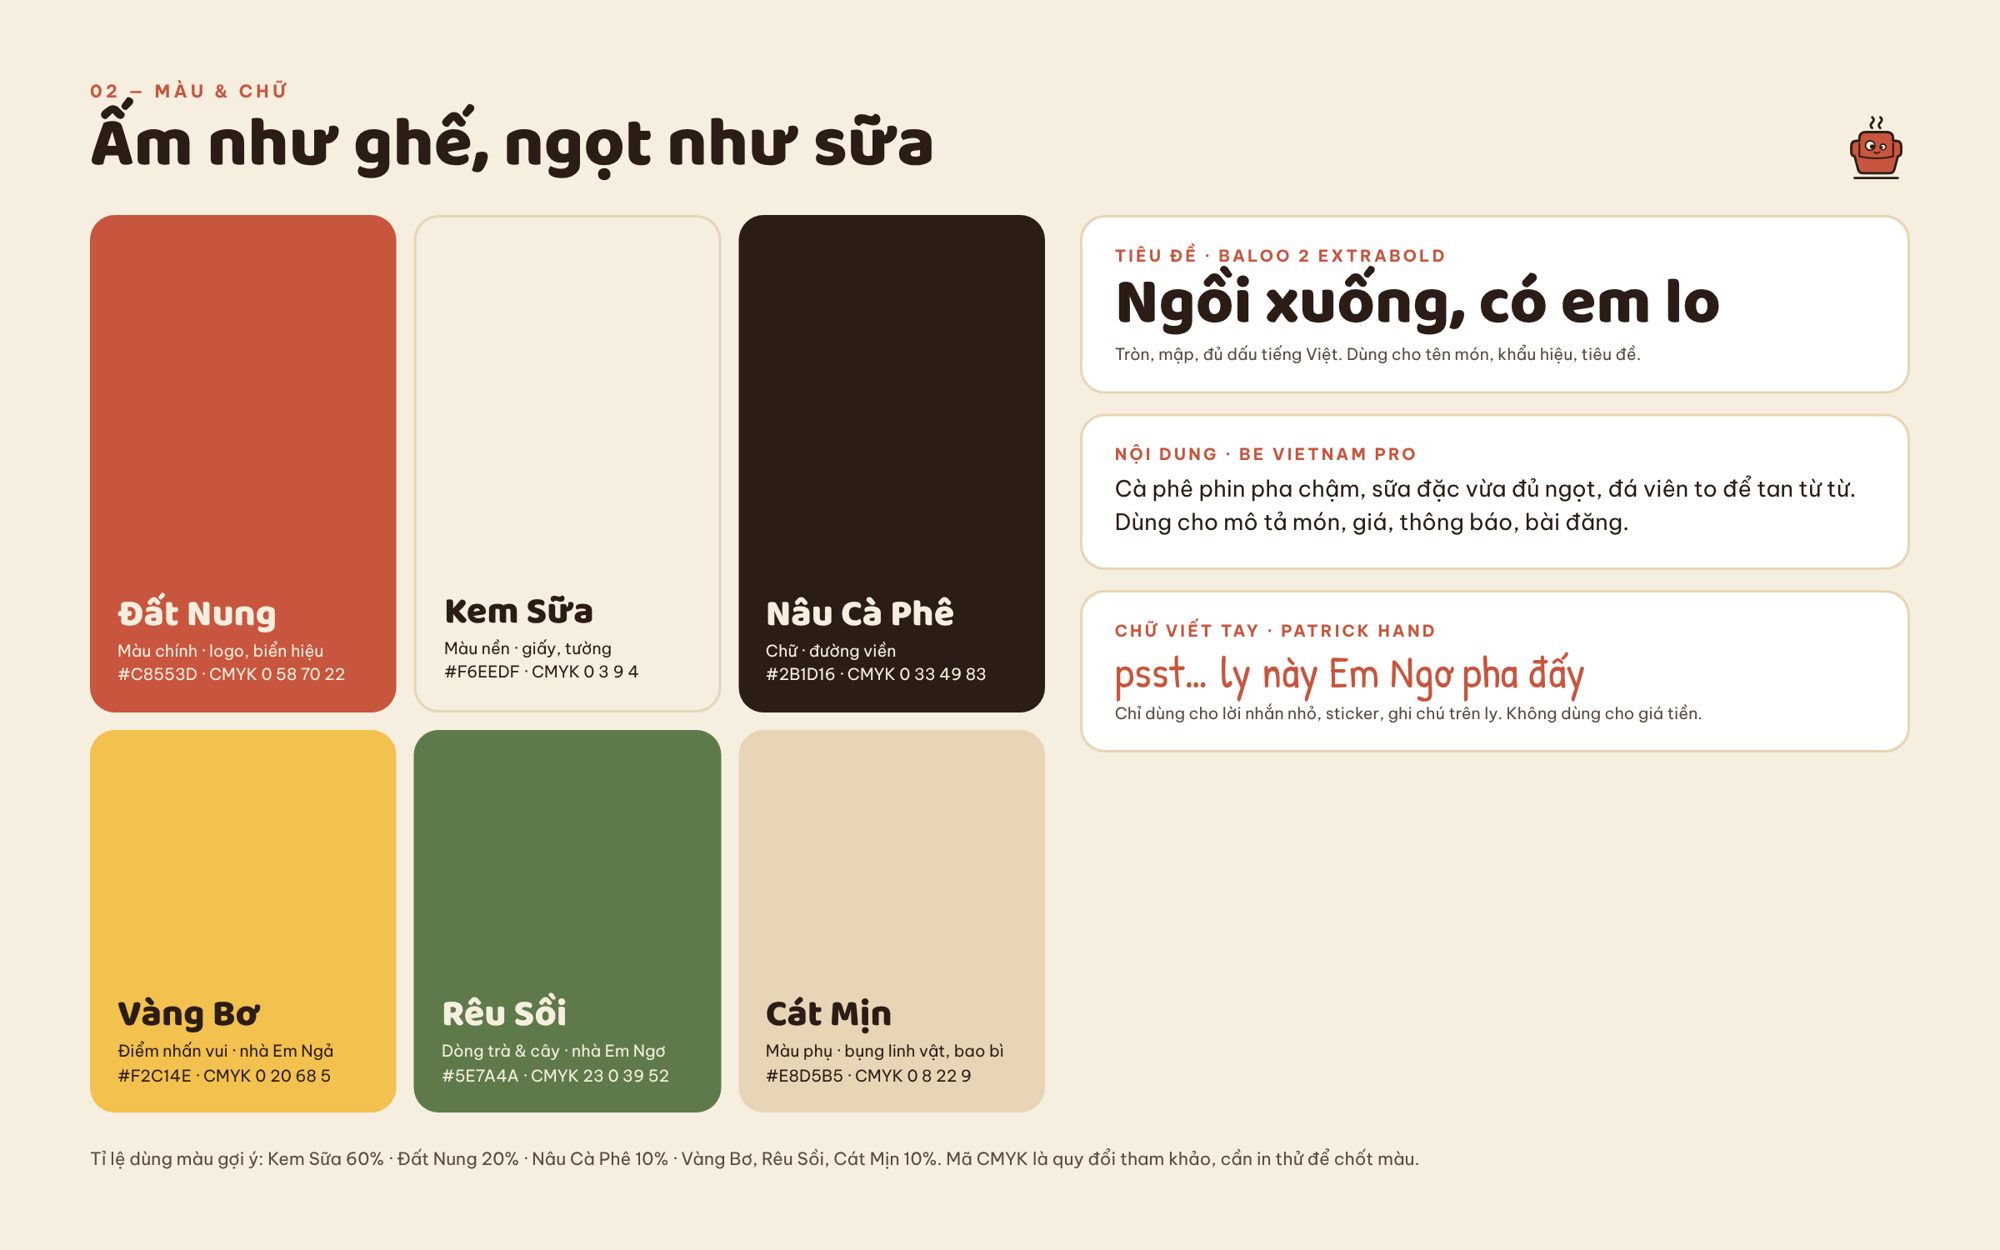 02 — MÀU & CHỮ
Ấm như ghế, ngọt như sữa
Đất Nung
Màu chính · logo, biển hiệu
#C8553D · CMYK 0 58 70 22
Kem Sữa
Màu nền · giấy, tường
#F6EEDF · CMYK 0 3 9 4
Nâu Cà Phê
Chữ · đường viền
#2B1D16 · CMYK 0 33 49 83
Vàng Bơ
Điểm nhấn vui · nhà Em Ngả
#F2C14E · CMYK 0 20 68 5
Rêu Sồi
Dòng trà & cây · nhà Em Ngơ
#5E7A4A · CMYK 23 0 39 52
Cát Mịn
Màu phụ · bụng linh vật, bao bì
#E8D5B5 · CMYK 0 8 22 9
TIÊU ĐỀ · BALOO 2 EXTRABOLD
Ngồi xuống, có em lo
Tròn, mập, đủ dấu tiếng Việt. Dùng cho tên món, khẩu hiệu, tiêu đề.
NỘI DUNG · BE VIETNAM PRO
Cà phê phin pha chậm, sữa đặc vừa đủ ngọt, đá viên to để tan từ từ.
Dùng cho mô tả món, giá, thông báo, bài đăng.
CHỮ VIẾT TAY · PATRICK HAND
psst... ly này Em Ngơ pha đấy
Chỉ dùng cho lời nhắn nhỏ, sticker, ghi chú trên ly. Không dùng cho giá tiền.
Tỉ lệ dùng màu gợi ý: Kem Sữa 60% · Đất Nung 20% · Nâu Cà Phê 10% · Vàng Bơ, Rêu Sồi, Cát Mịn 10%. Mã CMYK là quy đổi tham khảo, cần in thử để chốt màu.